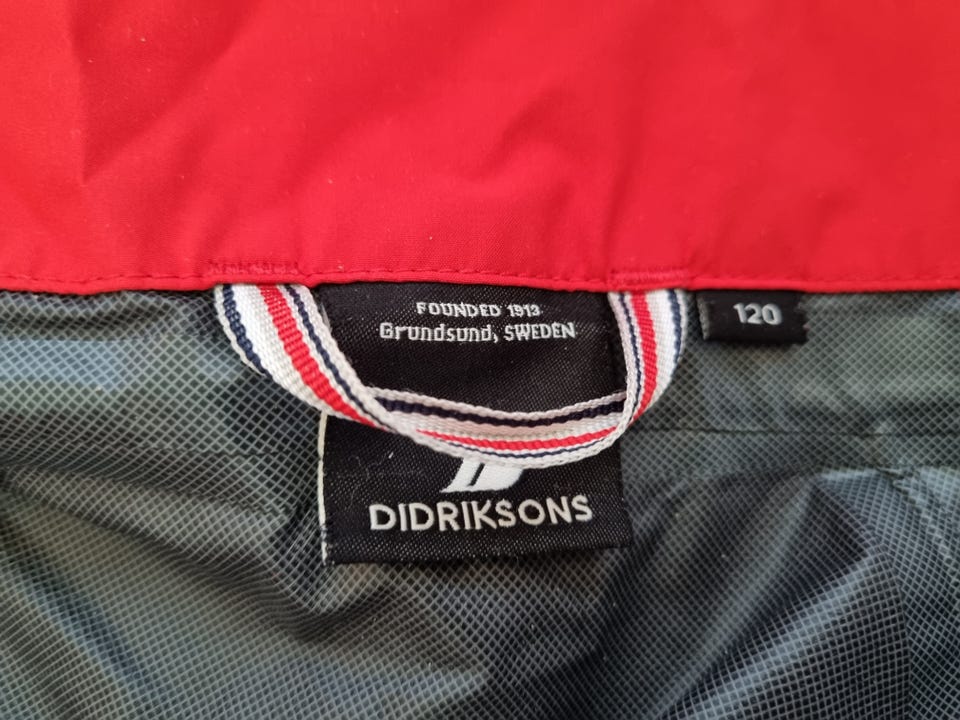 FOUNDED 1913
Grundsund, SWEDEN
120
DIDRIKSONS